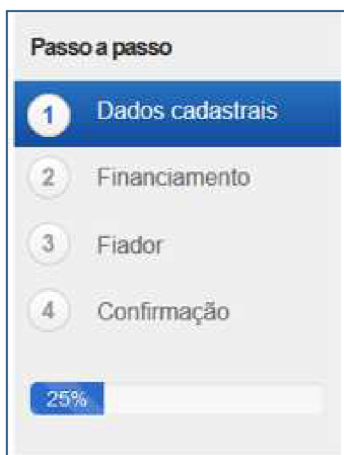 Passo a passo
1 Dados cadastrais
2 Financiamento
3 Fiador
4 Confirmação
25%